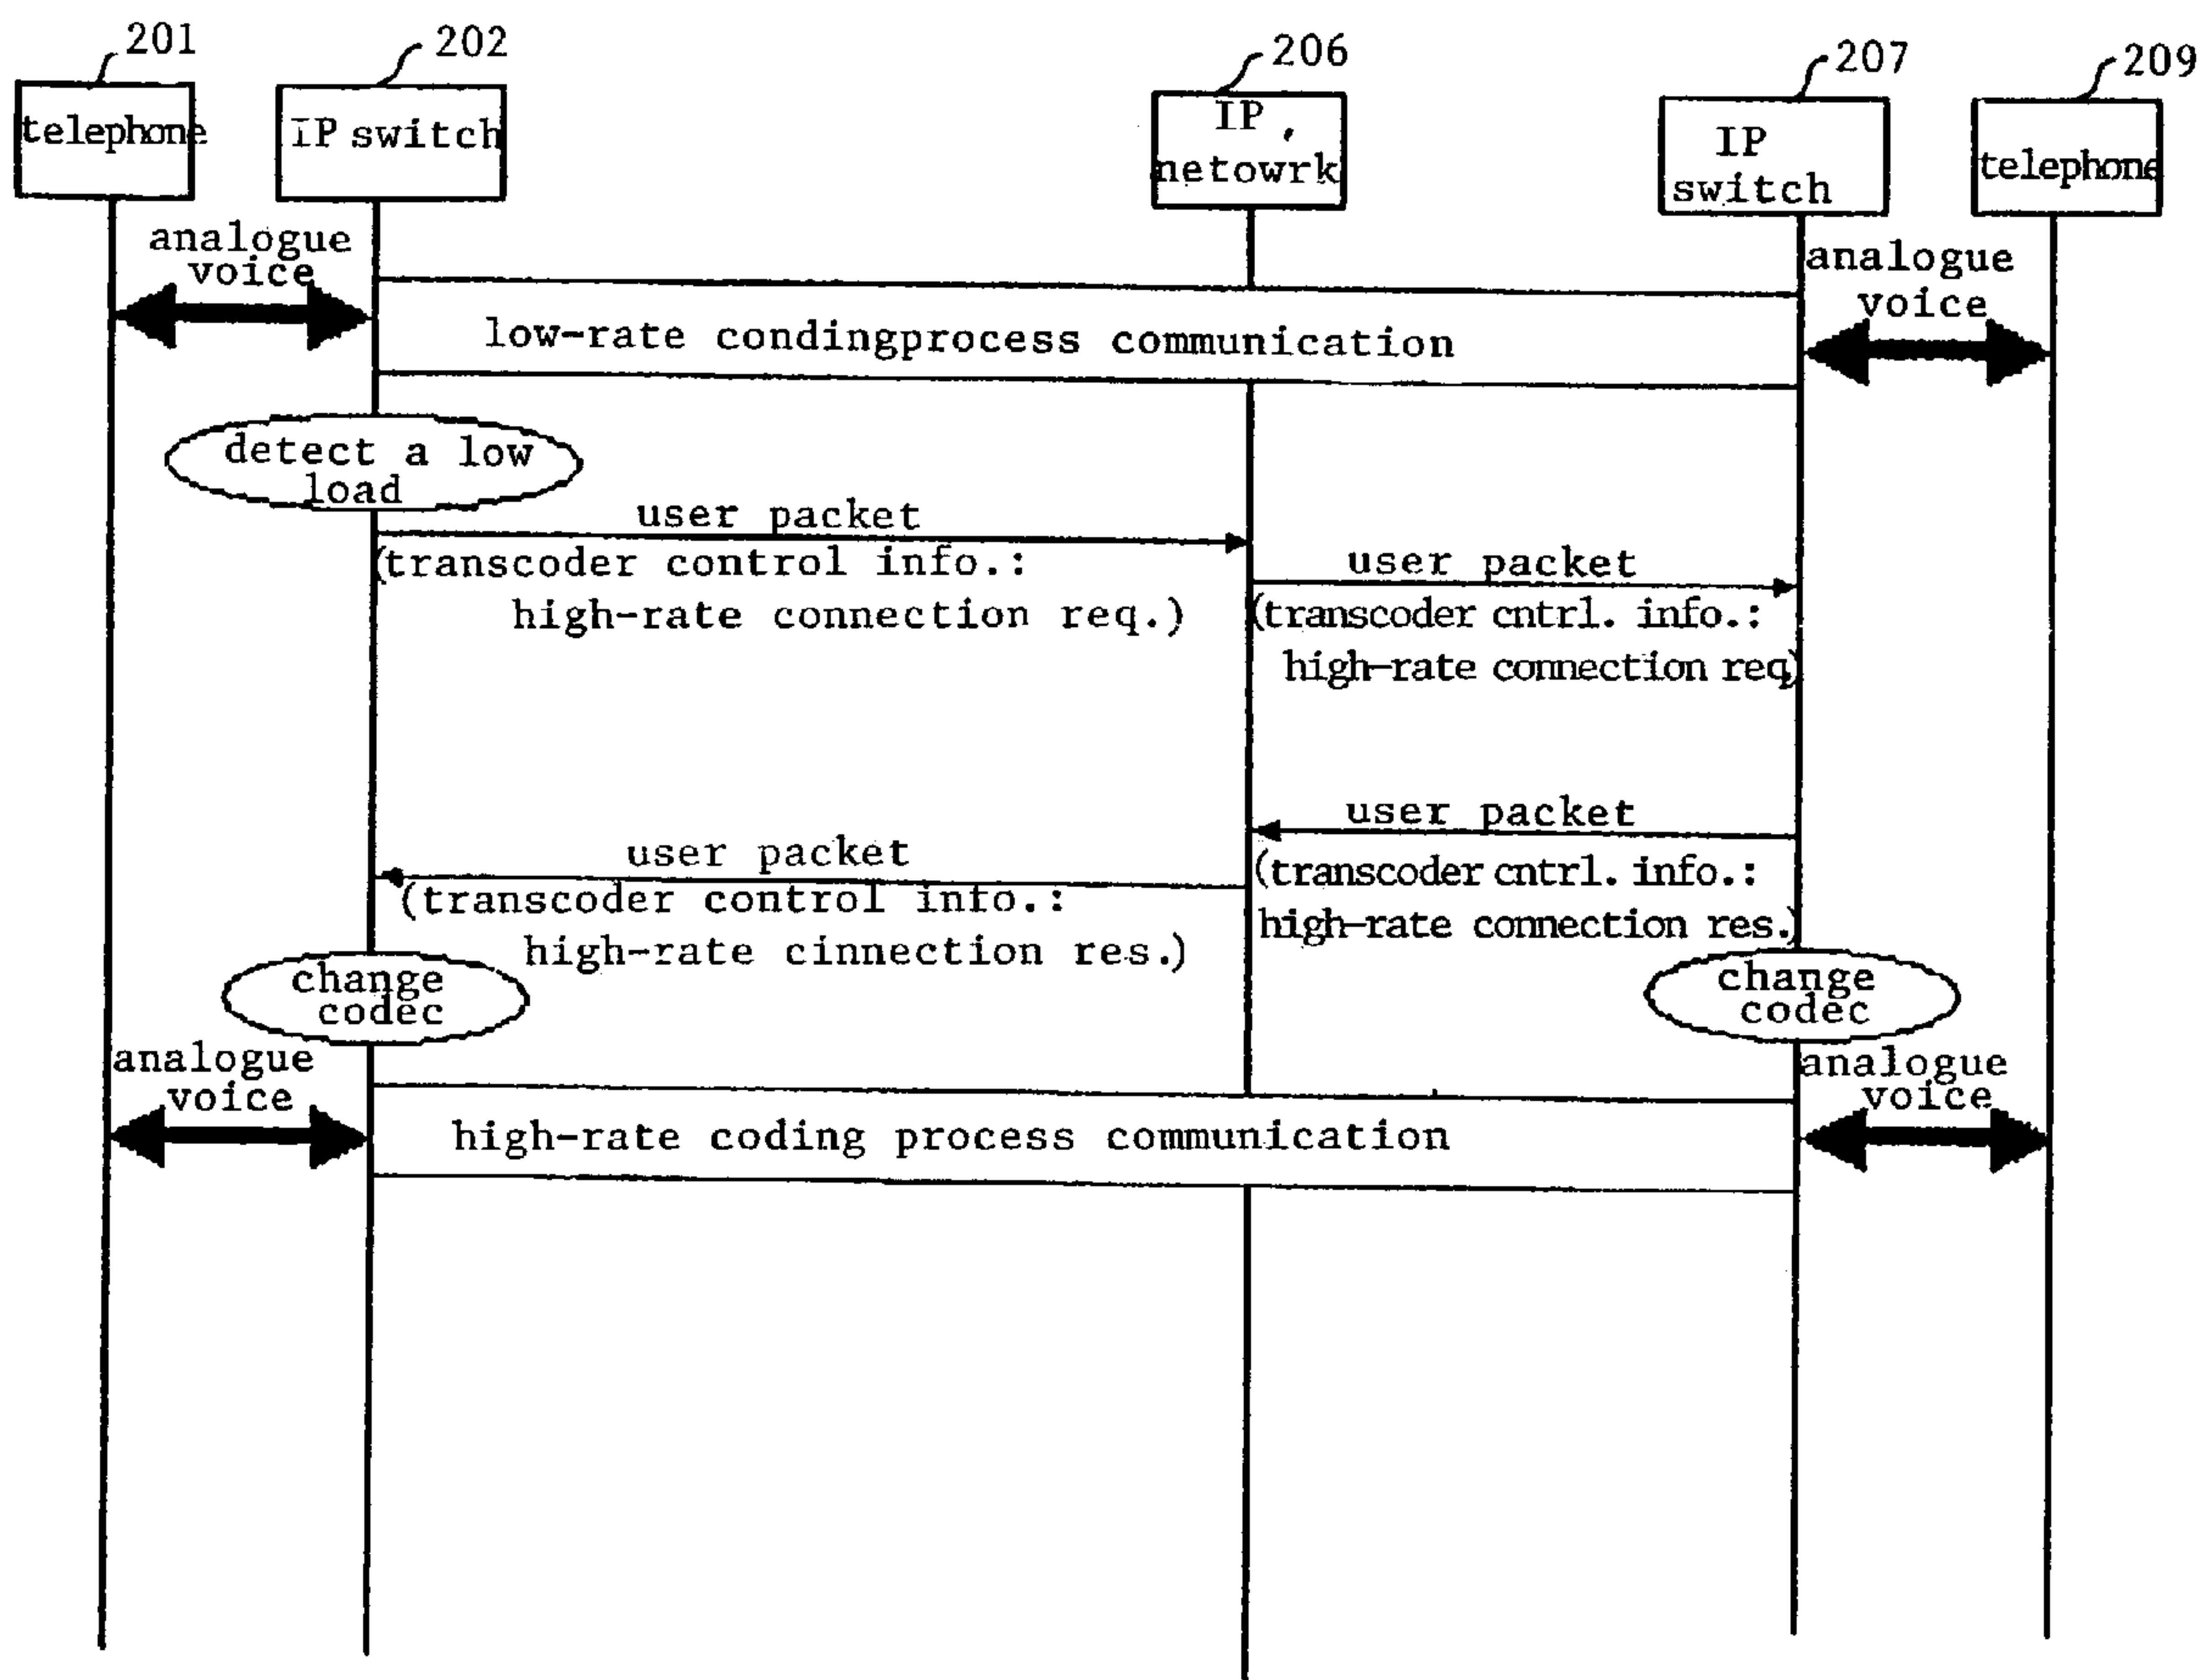 201
202
206
207
209
telephone
IP switch
IP ,
netowrk
IP
switch
telephone
analogue
voice
analogue
voice
low-rate condingprocess communication
detect a low
load
user packet
(transcoder control info.:
high-rate connection req.)
user packet
(transcoder cntrl. info.:
high-rate connection req)
user packet
(transcoder cntrl. info.:
high-rate connection res.)
user packet
(transcoder control info.:
high-rate cinnection res.)
change
codec
change
codec
analogue
voice
analogue
voice
high-rate coding process communication